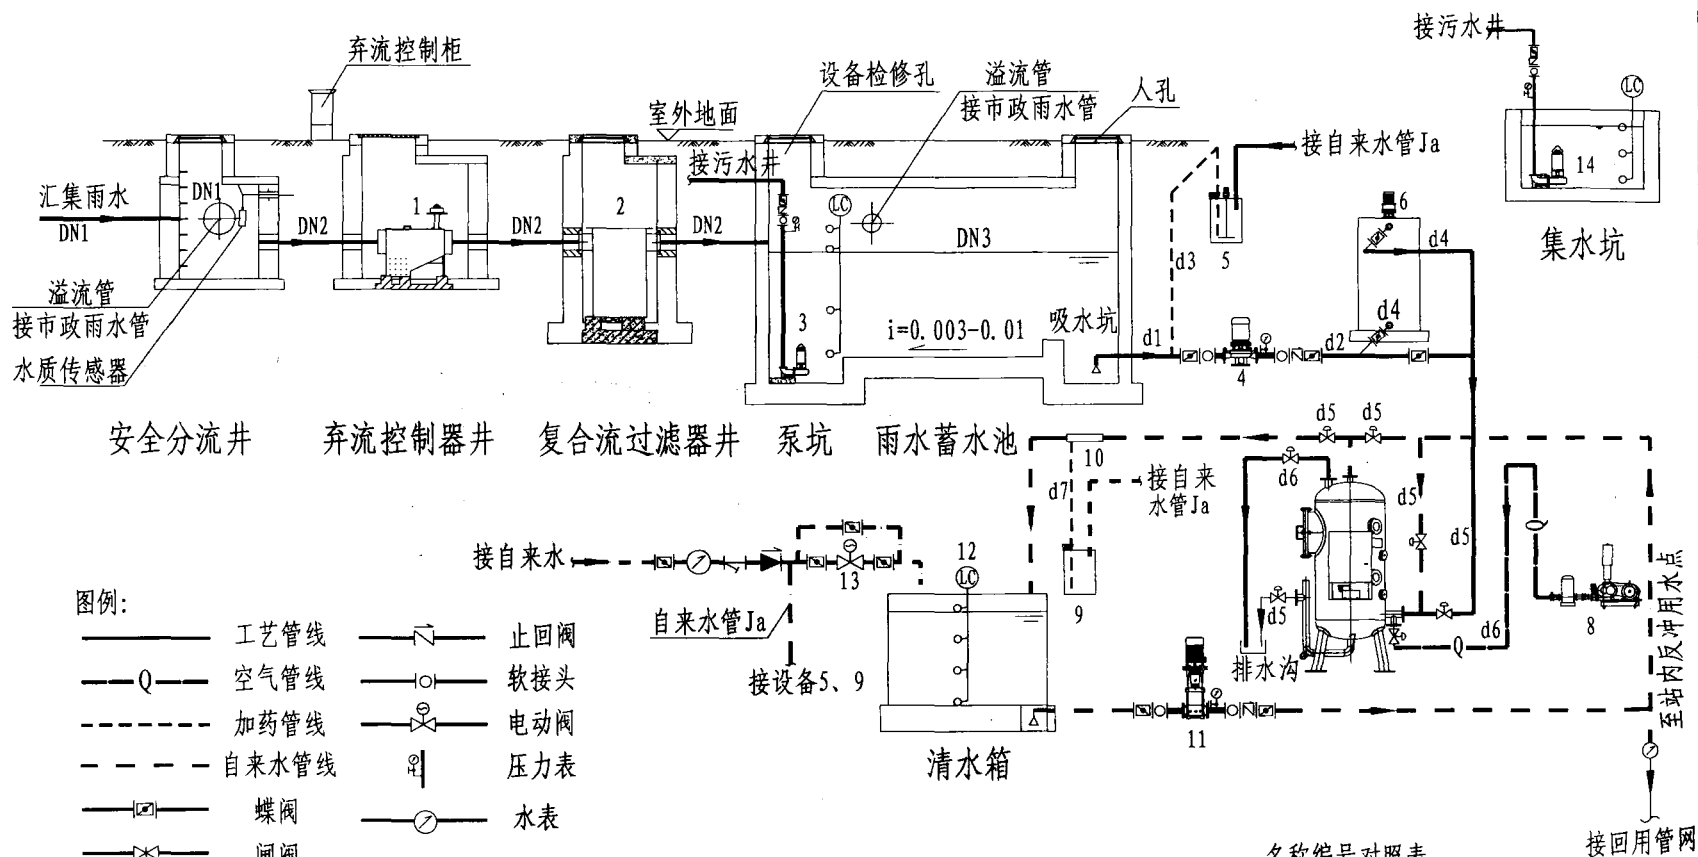 弃流控制柜
室外地面
设备检修孔
溢流管
接市政雨水管
人孔
接污水井
接污水井
接自来水管Ja
LC
14
集水坑
汇集雨水
DN1
DN1
DN2
1
DN2
2
DN2
LC
DN3
3
i=0.003-0.01
吸水坑
d1
d3
5
4
d2
6
d4
d4
溢流管
接市政雨水管
水质传感器
安全分流井
弃流控制器井
复合流过滤器井
泵坑
雨水蓄水池
d5
d5
10
d7
接自来
水管Ja
d6
d5
d5
d6
Q
Q
8
d5
排水沟
9
接自来水
13
12
LC
自来水管Ja
接设备5、9
清水箱
11
至站内反冲用水点
接回用管网
图例:
工艺管线
止回阀
Q
空气管线
软接头
加药管线
电动阀
自来水管线
压力表
蝶阀
水表
闸阀
名称编号对照表